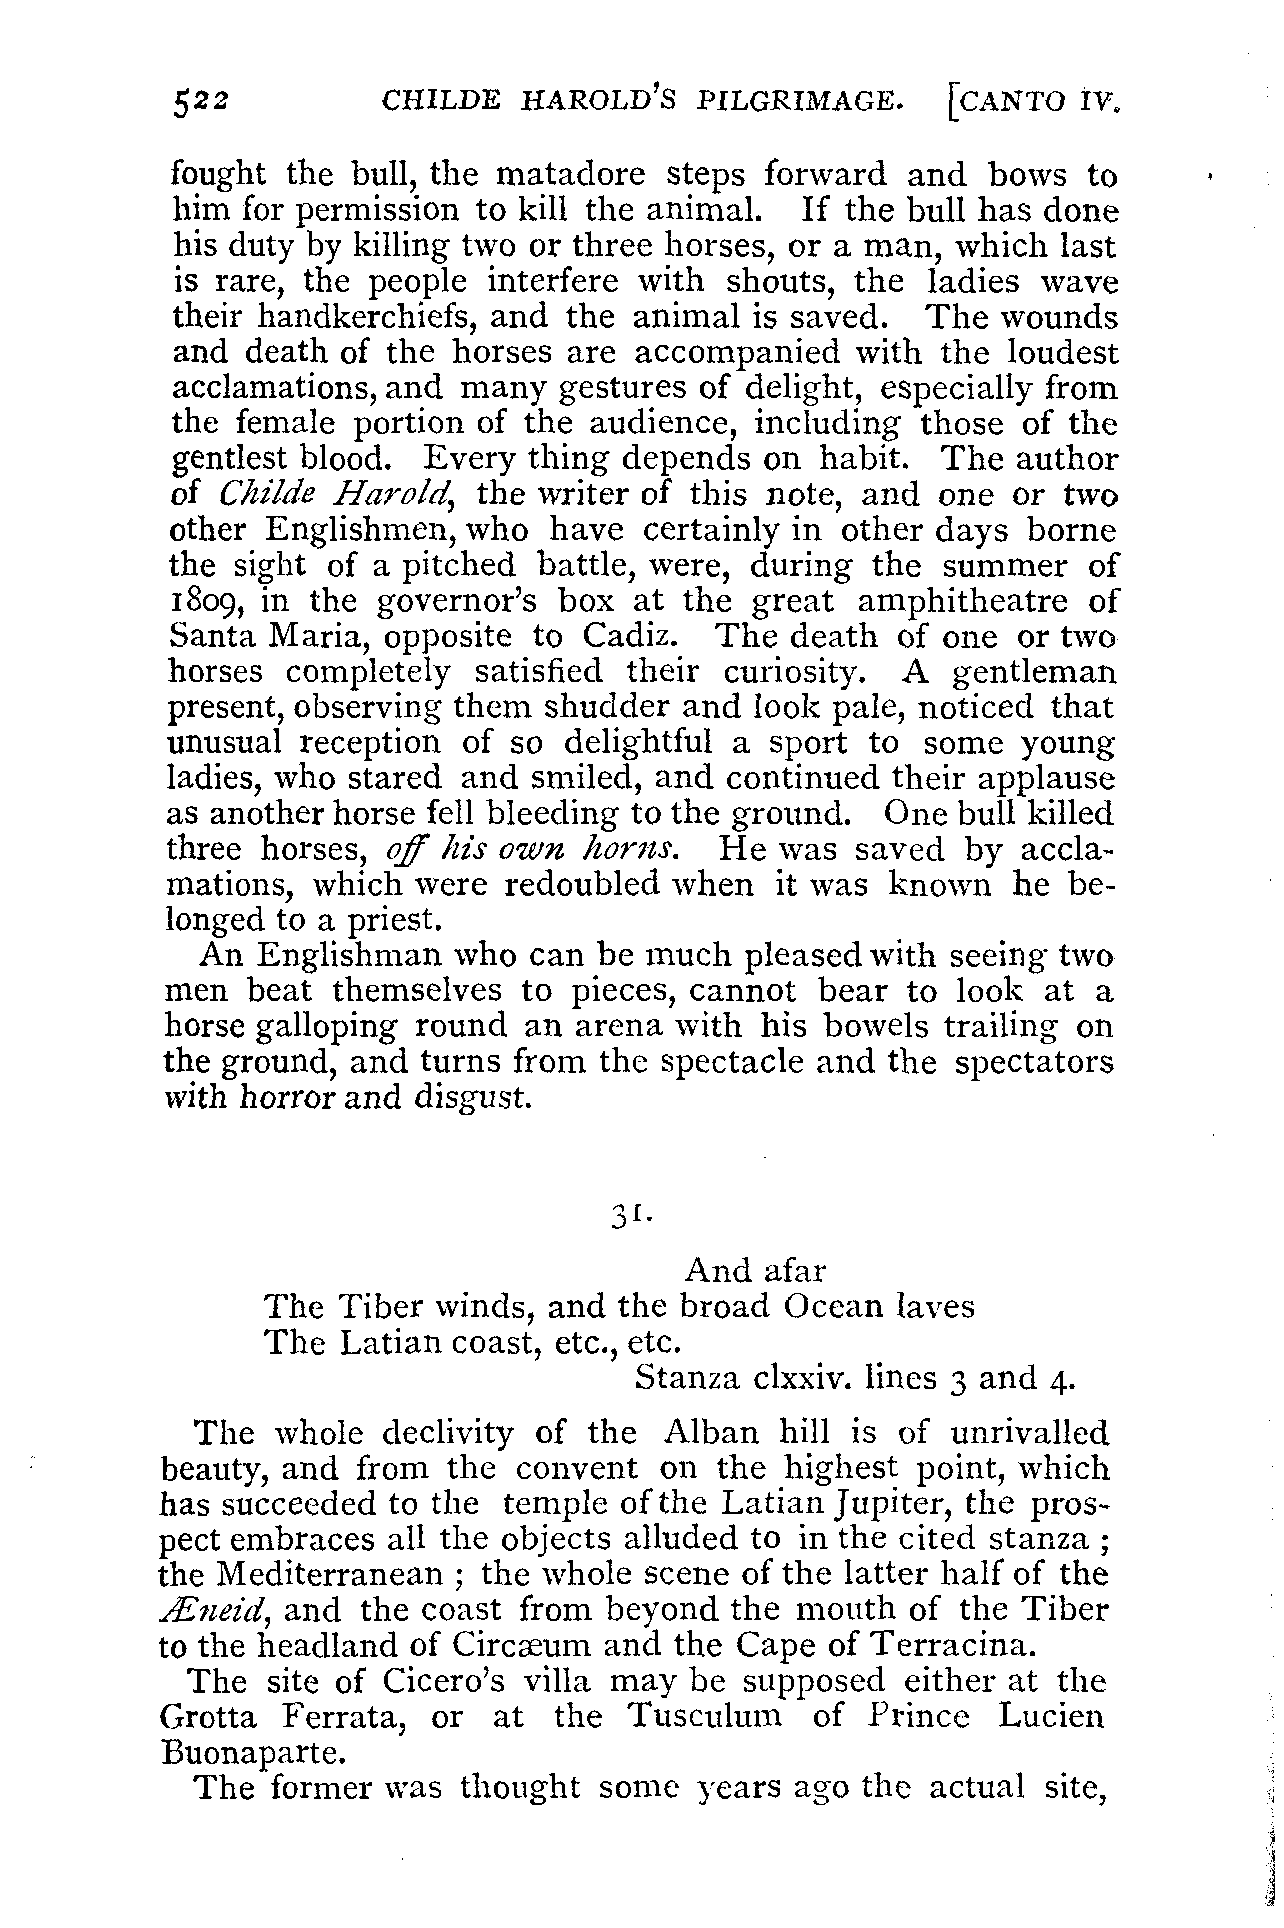 522 CHILDE HAROLD'S PILGRIMAGE. [CANTO IV.
fought the bull, the matadore steps forward and bows to
him for permission to kill the animal. If the bull has done
his duty by killing two or three horses, or a man, which last
is rare, the people interfere with shouts, the ladies wave
their handkerchiefs, and the animal is saved. The wounds
and death of the horses are accompanied with the loudest
acclamations, and many gestures of delight, especially from
the female portion of the audience, including those of the
gentlest blood. Every thing depends on habit. The author
of Childe Harold, the writer of this note, and one or two
other Englishmen, who have certainly in other days borne
the sight of a pitched battle, were, during the summer of
1809, in the governor's box at the great amphitheatre of
Santa Maria, opposite to Cadiz. The death of one or two
horses completely satisfied their curiosity. A gentleman
present, observing them shudder and look pale, noticed that
unusual reception of so delightful a sport to some young
ladies, who stared and smiled, and continued their applause
as another horse fell bleeding to the ground. One bull killed
three horses, off his own horns. He was saved by accla-
mations, which were redoubled when it was known he be-
longed to a priest.
An Englishman who can be much pleased with seeing two
men beat themselves to pieces, cannot bear to look at a
horse galloping round an arena with his bowels trailing on
the ground, and turns from the spectacle and the spectators
with horror and disgust.
31.
And afar
The Tiber winds, and the broad Ocean laves
The Latian coast, etc., etc.
Stanza clxxiv. lines 3 and 4.
The whole declivity of the Alban hill is of unrivalled
beauty, and from the convent on the highest point, which
has succeeded to the temple of the Latian Jupiter, the pros-
pect embraces all the objects alluded to in the cited stanza ;
the Mediterranean ; the whole scene of the latter half of the
Æneid, and the coast from beyond the mouth of the Tiber
to the headland of Circæum and the Cape of Terracina.
The site of Cicero's villa may be supposed either at the
Grotta Ferrata, or at the Tusculum of Prince Lucien
Buonaparte.
The former was thought some years ago the actual site,